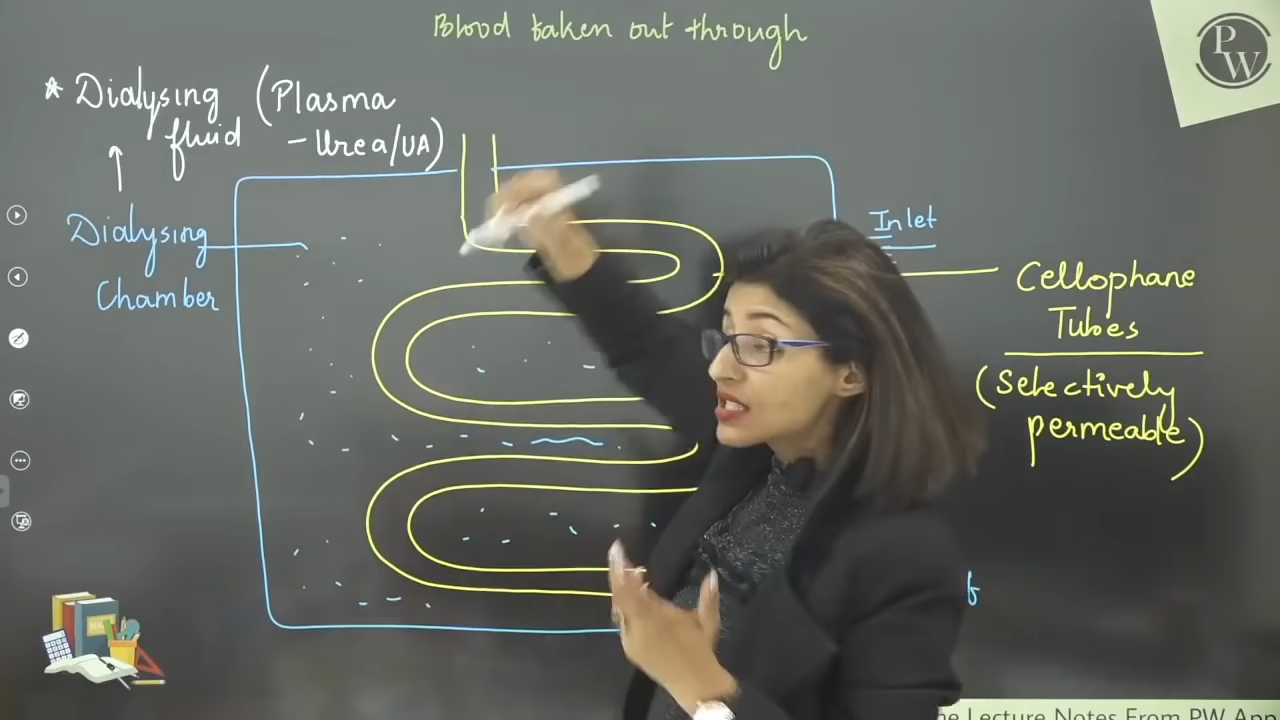 Blood taken out through
PW
* Dialysing (Plasma
fluid - Urea/UA)
↑
Dialysing
Chamber
Inlet
Cellophane
Tubes
(Selectively
permeable)
he Lecture Notes From PW App